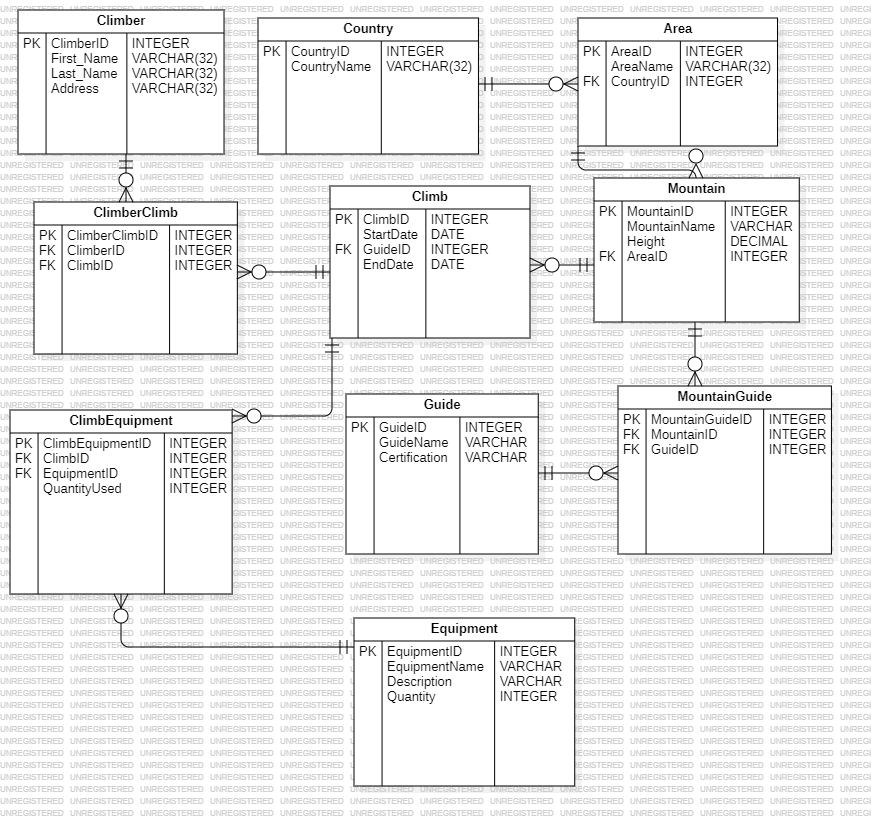 Climber
PK ClimberID INTEGER
First_Name VARCHAR(32)
Last_Name VARCHAR(32)
Address VARCHAR(32)
Country
PK CountryID INTEGER
CountryName VARCHAR(32)
Area
PK AreaID INTEGER
AreaName VARCHAR(32)
FK CountryID INTEGER
ClimberClimb
PK ClimberClimbID INTEGER
FK ClimberID INTEGER
FK ClimbID INTEGER
Climb
PK ClimbID INTEGER
StartDate DATE
FK GuideID INTEGER
EndDate DATE
Mountain
PK MountainID INTEGER
MountainName VARCHAR
Height DECIMAL
FK AreaID INTEGER
ClimbEquipment
PK ClimbEquipmentID INTEGER
FK ClimbID INTEGER
FK EquipmentID INTEGER
QuantityUsed INTEGER
Guide
PK GuideID INTEGER
GuideName VARCHAR
Certification VARCHAR
MountainGuide
PK MountainGuideID INTEGER
FK MountainID INTEGER
FK GuideID INTEGER
Equipment
PK EquipmentID INTEGER
EquipmentName VARCHAR
Description VARCHAR
Quantity INTEGER
UNREGISTERED